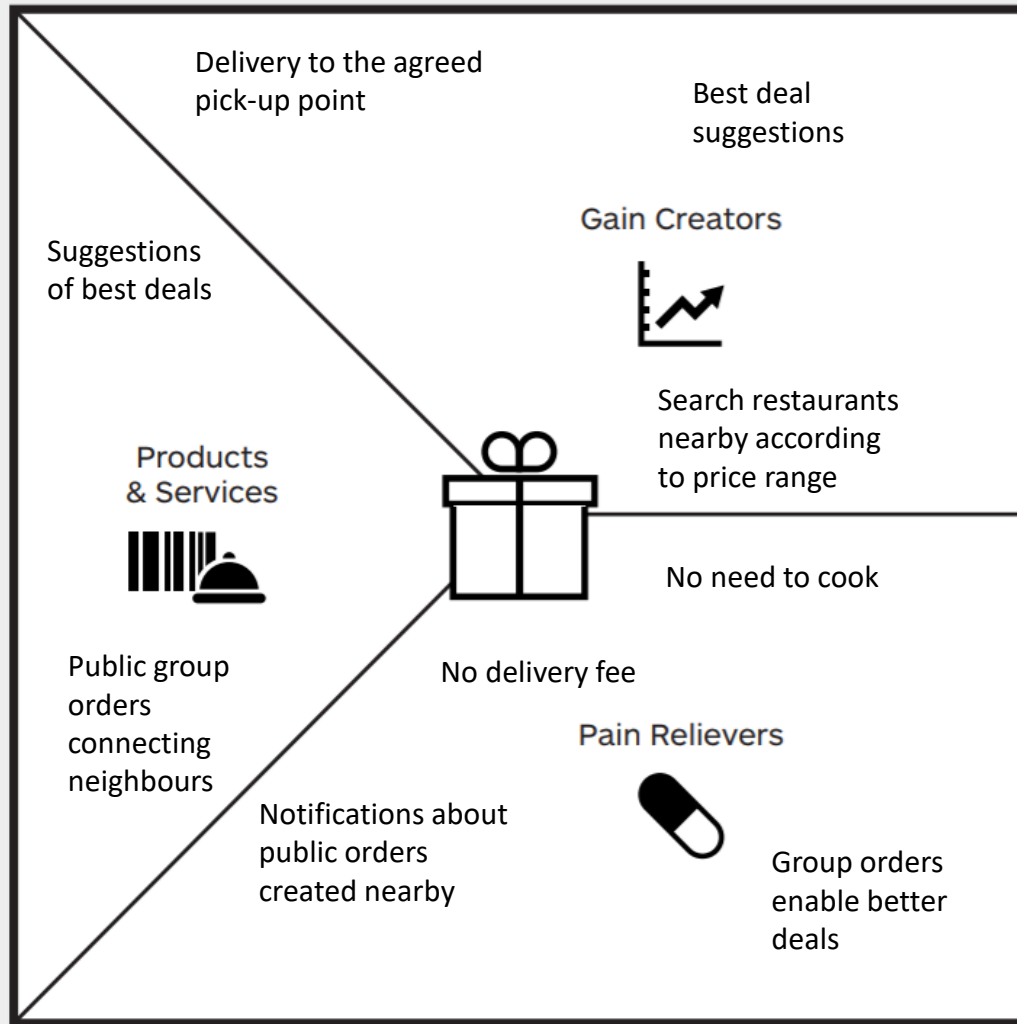 Delivery to the agreed
pick-up point
Best deal
suggestions
Gain Creators
Search restaurants
nearby according
to price range
Suggestions
of best deals
Products
& Services
Public group
orders
connecting
neighbours
No need to cook
No delivery fee
Pain Relievers
Notifications about
public orders
created nearby
Group orders
enable better
deals